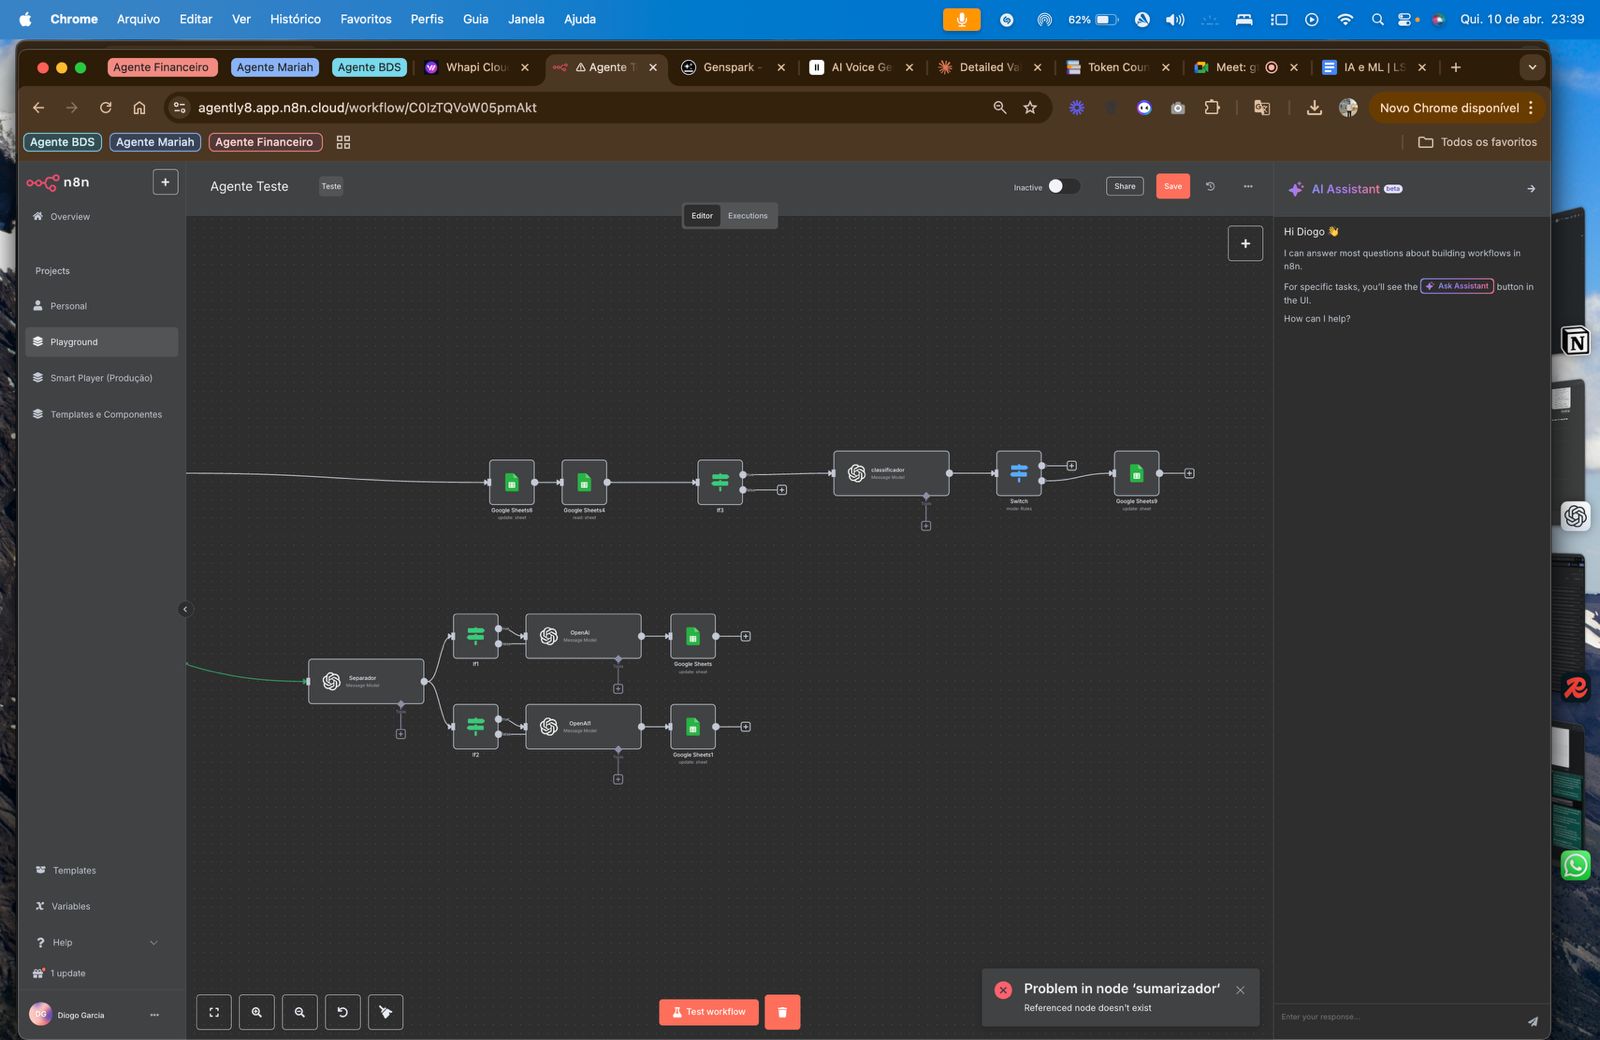 Chrome Arquivo Editar Ver Histórico Favoritos Perfis Guia Janela Ajuda 62% Qui. 10 de abr. 23:39
Agente Financeiro Agente Mariah Agente BDS Whapi Clou Agente T Genspark - AI Voice Ge Detailed Va Token Coun Meet: g IA e ML | LS
agently8.app.n8n.cloud/workflow/C0IzTQVoW05pmAkt Novo Chrome disponível
Agente BDS Agente Mariah Agente Financeiro Todos os favoritos
n8n
Overview
Projects
Personal
Playground
Smart Player (Produção)
Templates e Componentes
Templates
Variables
Help
1 update
DG Diogo Garcia
Agente Teste Teste Inactive Share Save
Editor Executions
Google Sheets6
update: sheet
Google Sheets4
read: sheet
If3
classificador
Message Model
Switch
mode: Rules
Google Sheets9
update: sheet
Separador
Message Model
If1
OpenAI
Message Model
Google Sheets
update: sheet
If2
OpenAI1
Message Model
Google Sheets1
update: sheet
Test workflow
Problem in node ‘sumarizador‘
Referenced node doesn't exist
AI Assistant beta
Hi Diogo 👋
I can answer most questions about building workflows in
n8n.
For specific tasks, you'll see the Ask Assistant button in
the UI.
How can I help?
Enter your response...